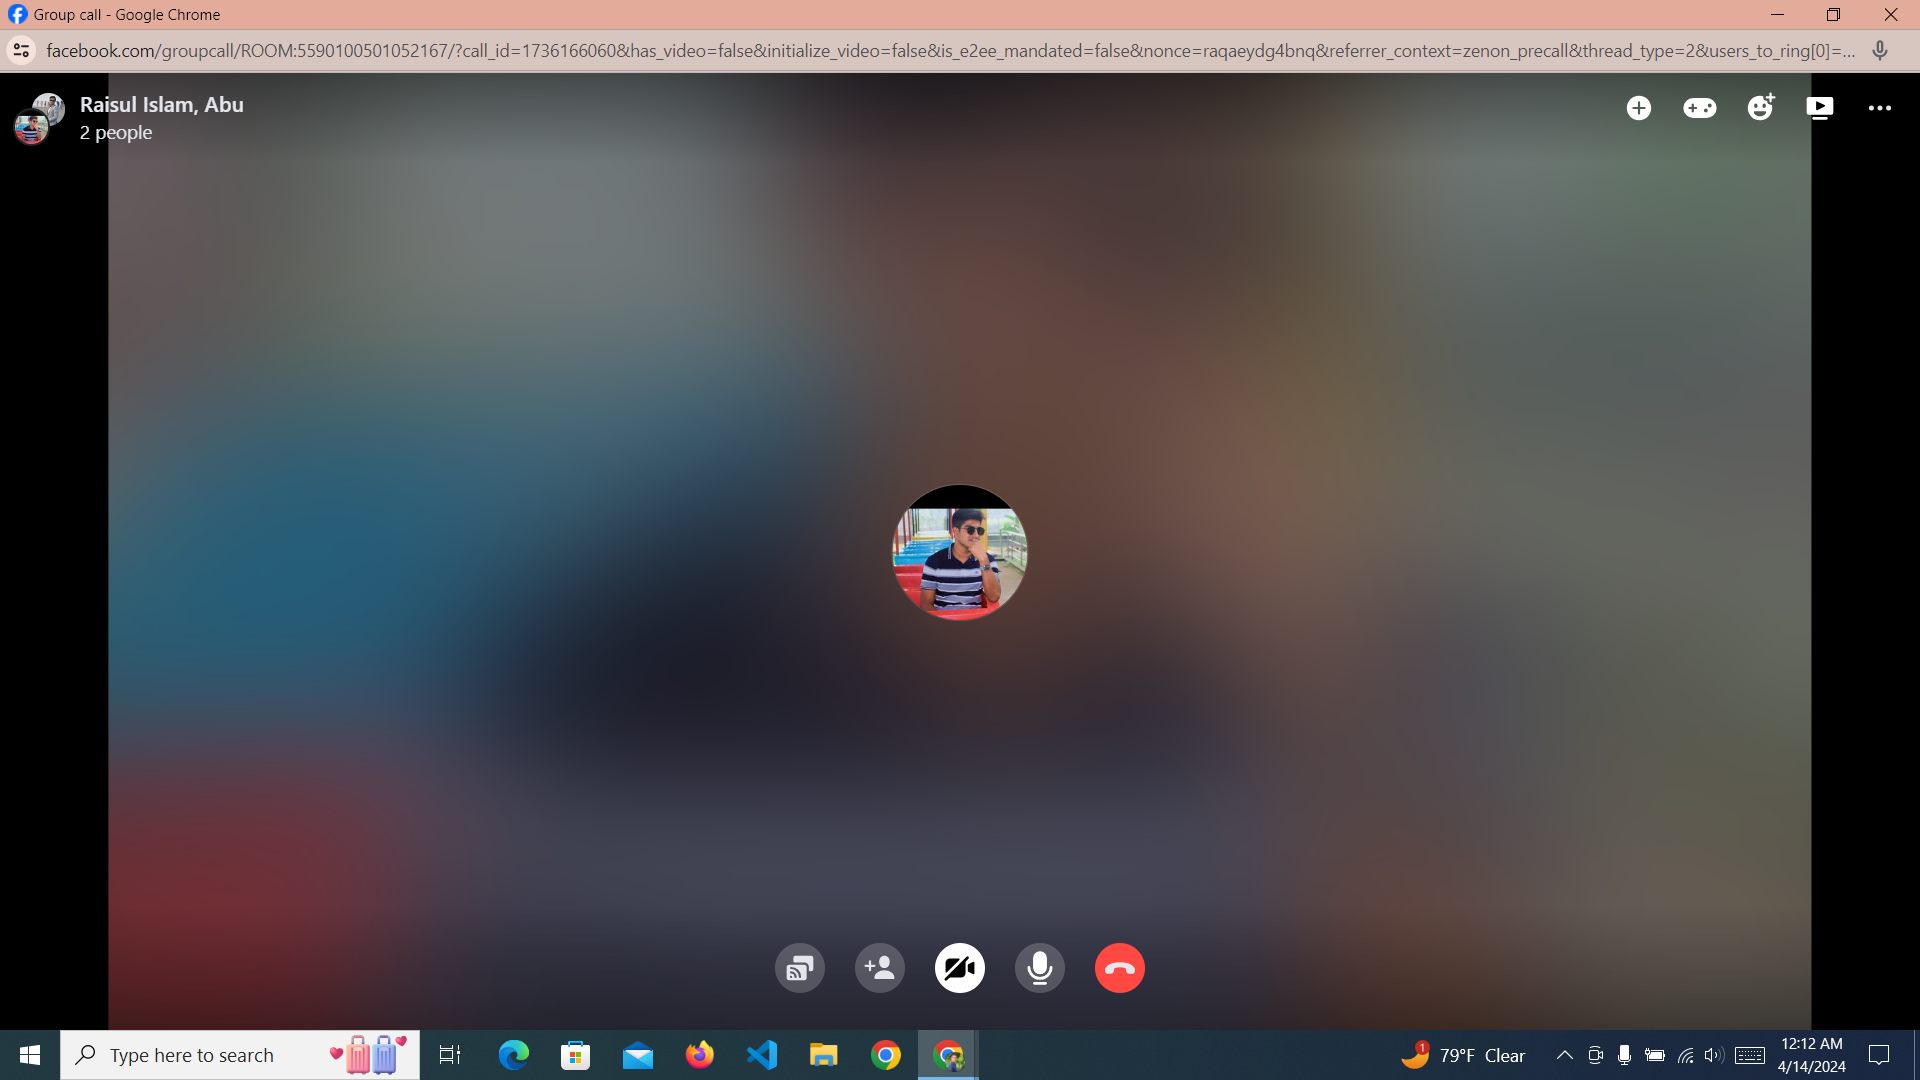 Group call - Google Chrome
facebook.com/groupcall/ROOM:5590100501052167/?call_id=1736166060&has_video=false&initialize_video=false&is_e2ee_mandated=false&nonce=raqaeydg4bnq&referrer_context=zenon_precall&thread_type=2&users_to_ring[0]=...
Raisul Islam, Abu
2 people
Type here to search
1
79°F Clear
12:12 AM
4/14/2024